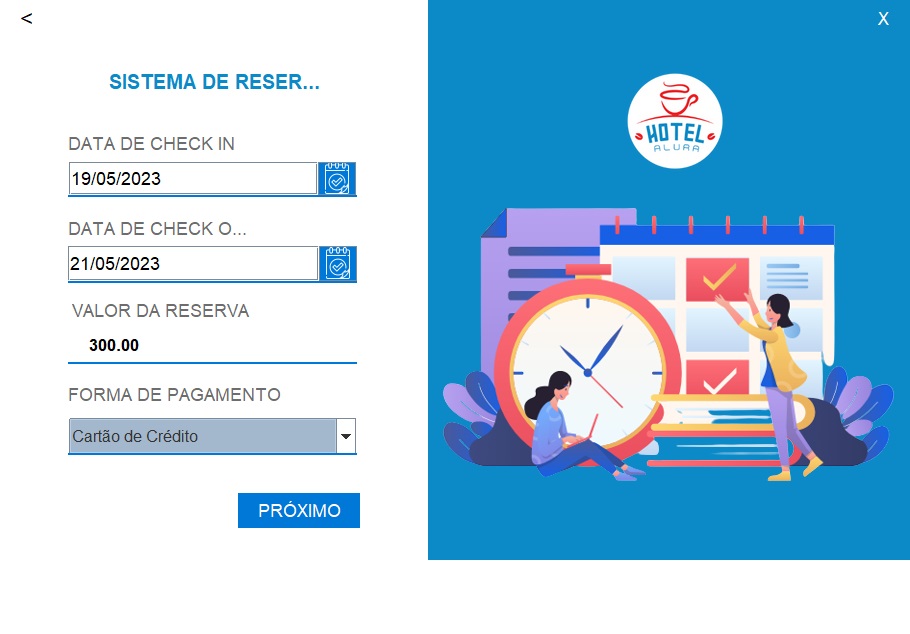 <
X
SISTEMA DE RESER...
DATA DE CHECK IN
19/05/2023
DATA DE CHECK O...
21/05/2023
VALOR DA RESERVA
300.00
FORMA DE PAGAMENTO
Cartão de Crédito
PRÓXIMO
HOTEL
ALURA